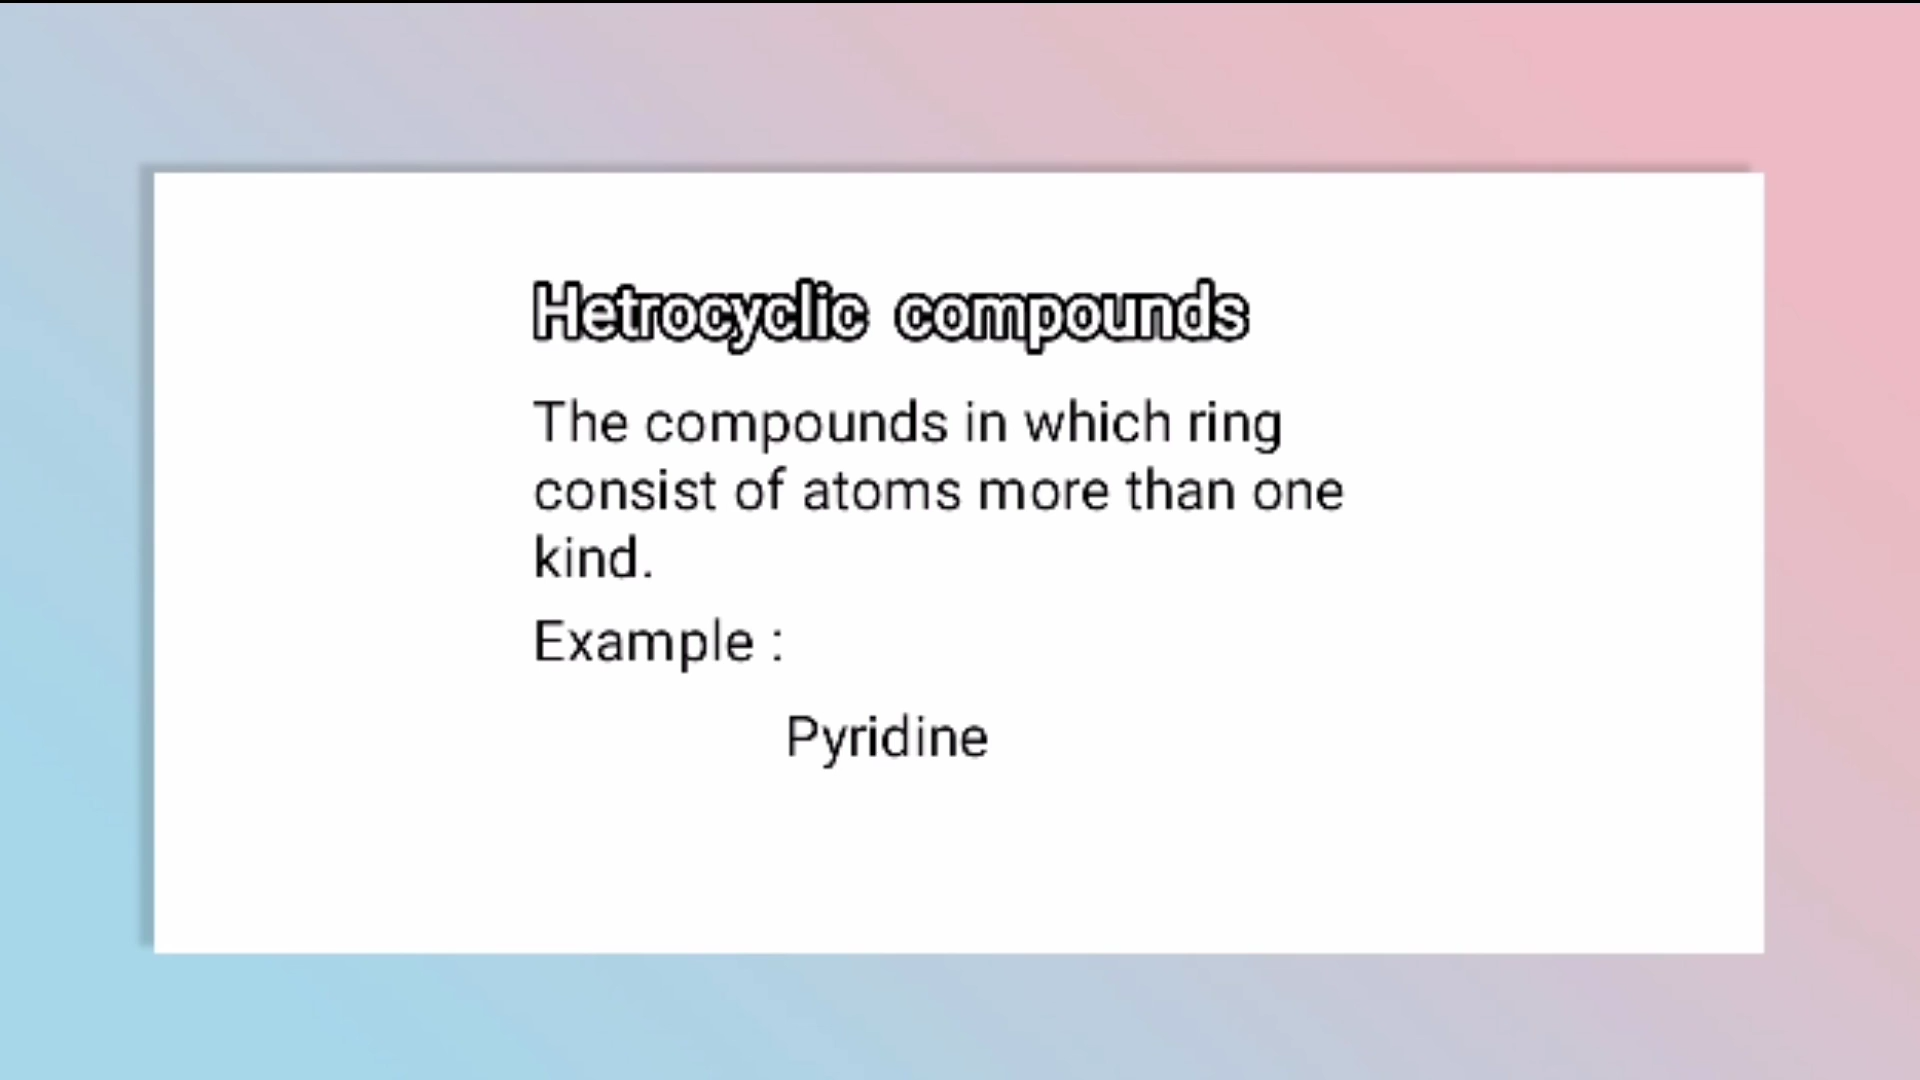 Hetrocyclic compounds
The compounds in which ring
consist of atoms more than one
kind.
Example :
Pyridine